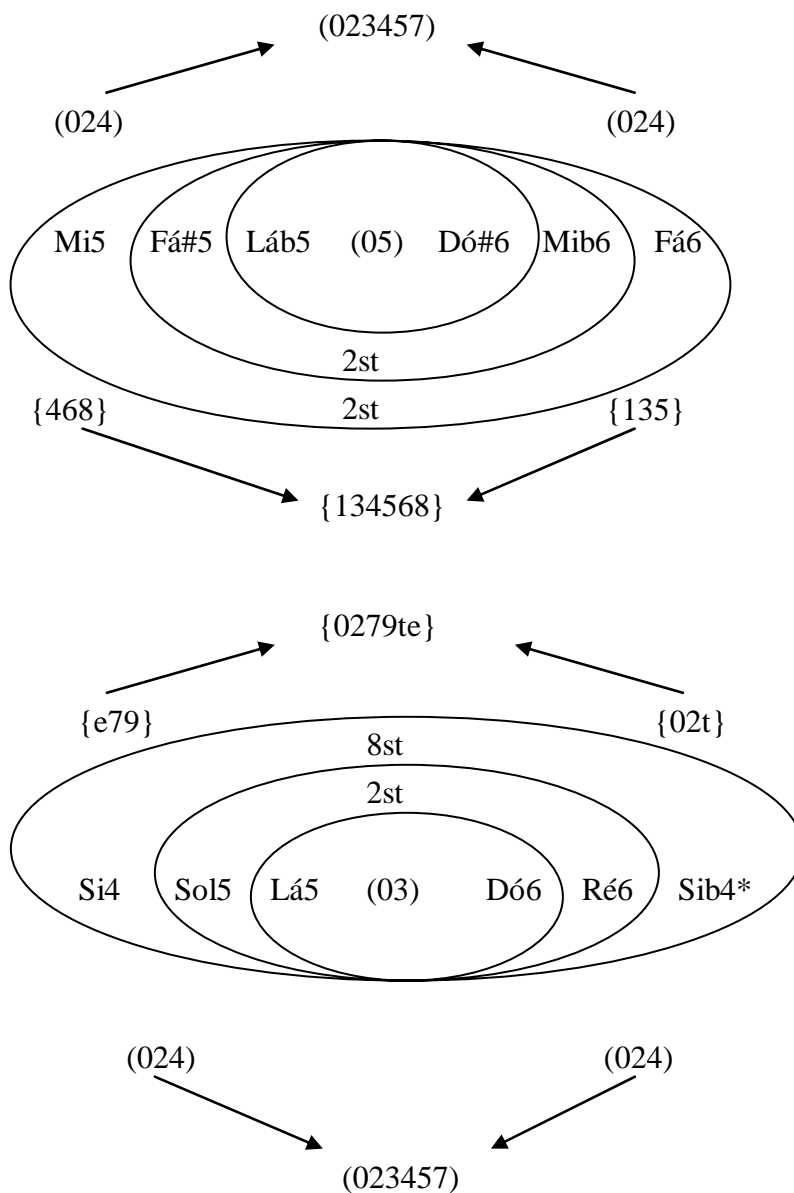 (023457)
(024) (024)
Mi5 Fá#5 Láb5 (05) Dó#6 Mib6 Fá6
2st
{468} 2st {135}
{134568}
{0279te}
{e79} {02t}
8st
2st
Si4 Sol5 Lá5 (03) Dó6 Ré6 Sib4*
(024) (024)
(023457)